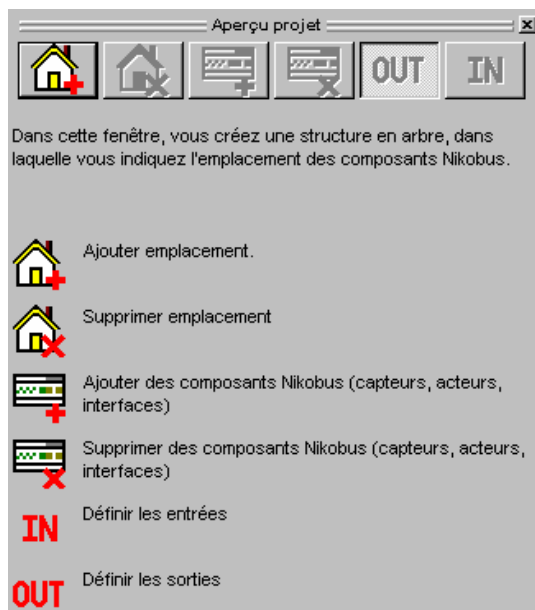 Aperçu projet
OUT IN
Dans cette fenêtre, vous créez une structure en arbre, dans
laquelle vous indiquez l'emplacement des composants Nikobus.
Ajouter emplacement.
Supprimer emplacement
Ajouter des composants Nikobus (capteurs, acteurs,
interfaces)
Supprimer des composants Nikobus (capteurs, acteurs,
interfaces)
IN Définir les entrées
OUT Définir les sorties